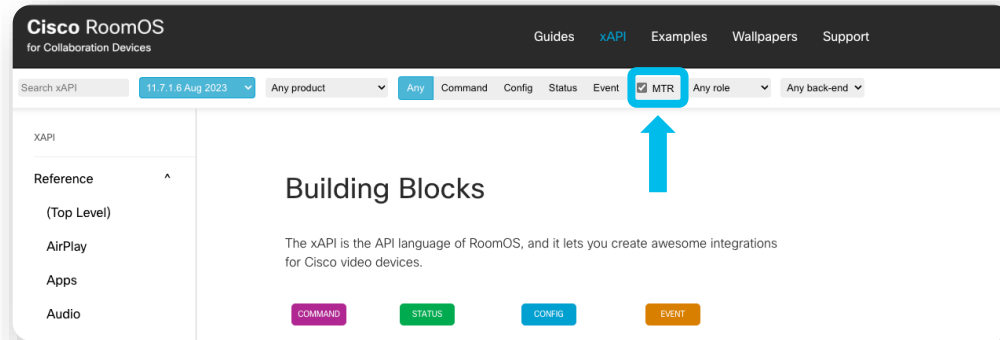 Cisco RoomOS
for Collaboration Devices
Guides xAPI Examples Wallpapers Support
Search xAPI 11.7.1.6 Aug 2023 Any product Any Command Config Status Event MTR Any role Any back-end
XAPI
Reference
(Top Level)
AirPlay
Apps
Audio
Building Blocks
The xAPI is the API language of RoomOS, and it lets you create awesome integrations
for Cisco video devices.
COMMAND STATUS CONFIG EVENT